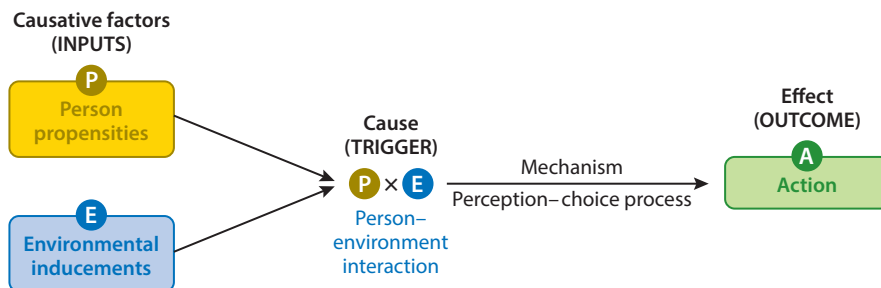 Causative factors
(INPUTS)
P
Person
propensities
E
Environmental
inducements
Cause
(TRIGGER)
P × E
Person–
environment
interaction
Mechanism
Perception–choice process
Effect
(OUTCOME)
A
Action